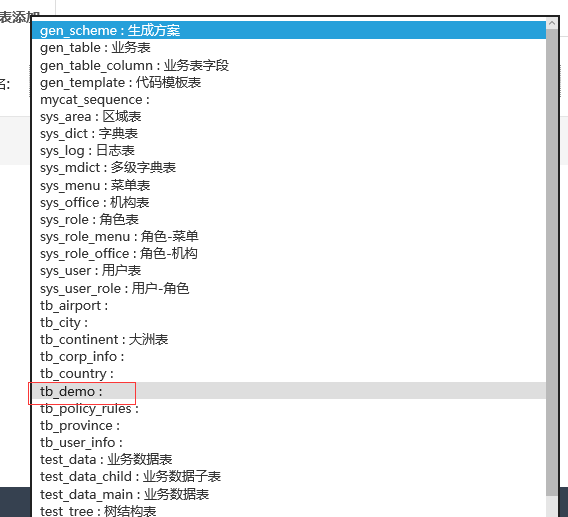 表添加
名:
gen_scheme : 生成方案
gen_table : 业务表
gen_table_column : 业务表字段
gen_template : 代码模板表
mycat_sequence :
sys_area : 区域表
sys_dict : 字典表
sys_log : 日志表
sys_mdict : 多级字典表
sys_menu : 菜单表
sys_office : 机构表
sys_role : 角色表
sys_role_menu : 角色-菜单
sys_role_office : 角色-机构
sys_user : 用户表
sys_user_role : 用户-角色
tb_airport :
tb_city :
tb_continent : 大洲表
tb_corp_info :
tb_country :
tb_demo :
tb_policy_rules :
tb_province :
tb_user_info :
test_data : 业务数据表
test_data_child : 业务数据子表
test_data_main : 业务数据表
test_tree : 树结构表